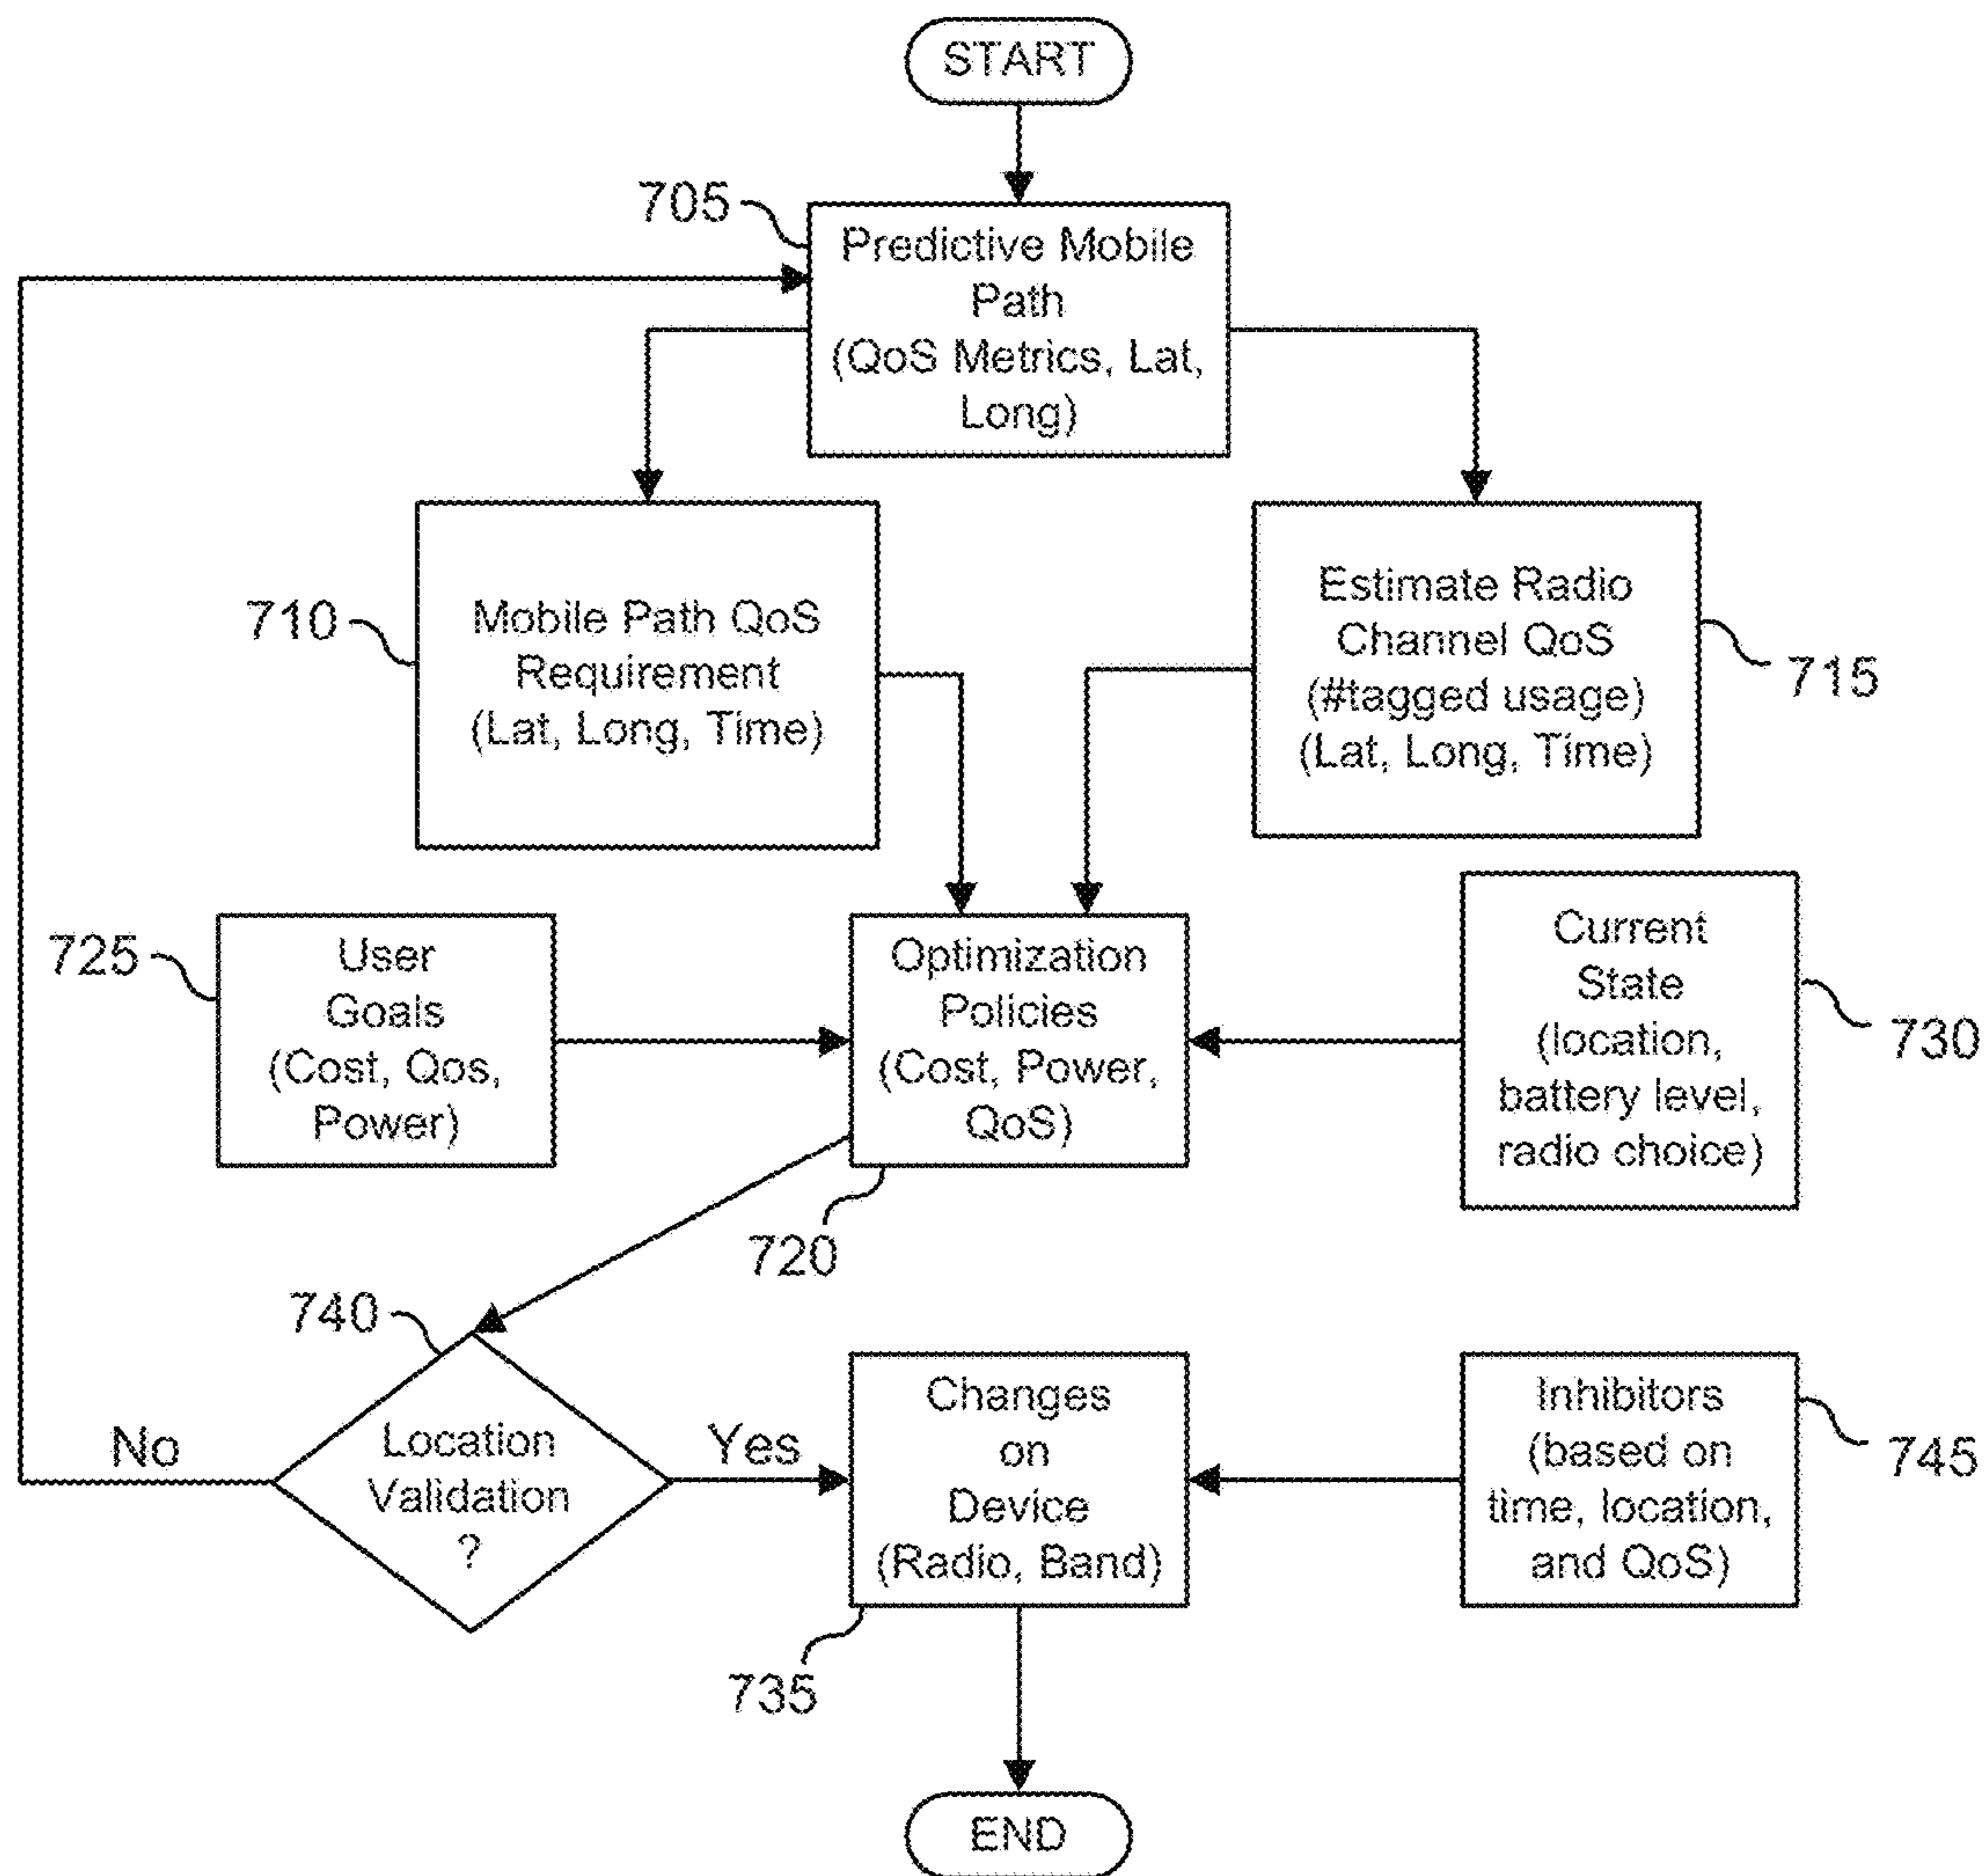 START
705
Predictive Mobile
Path
(QoS Metrics, Lat,
Long)
710
Mobile Path QoS
Requirement
(Lat, Long, Time)
Estimate Radio
Channel QoS
(#tagged usage)
(Lat, Long, Time)
715
725
User
Goals
(Cost, Qos,
Power)
Optimization
Policies
(Cost, Power,
QoS)
720
Current
State
(location,
battery level,
radio choice)
730
740
Location
Validation
?
No
Yes
Changes
on
Device
(Radio, Band)
735
Inhibitors
(based on
time, location,
and QoS)
745
END